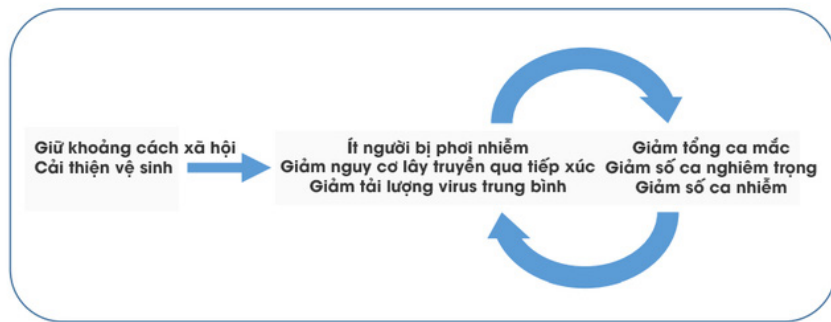 Giữ khoảng cách xã hội
Cải thiện vệ sinh
Ít người bị phơi nhiễm
Giảm nguy cơ lây truyền qua tiếp xúc
Giảm tải lượng virus trung bình
Giảm tổng ca mắc
Giảm số ca nghiêm trọng
Giảm số ca nhiễm